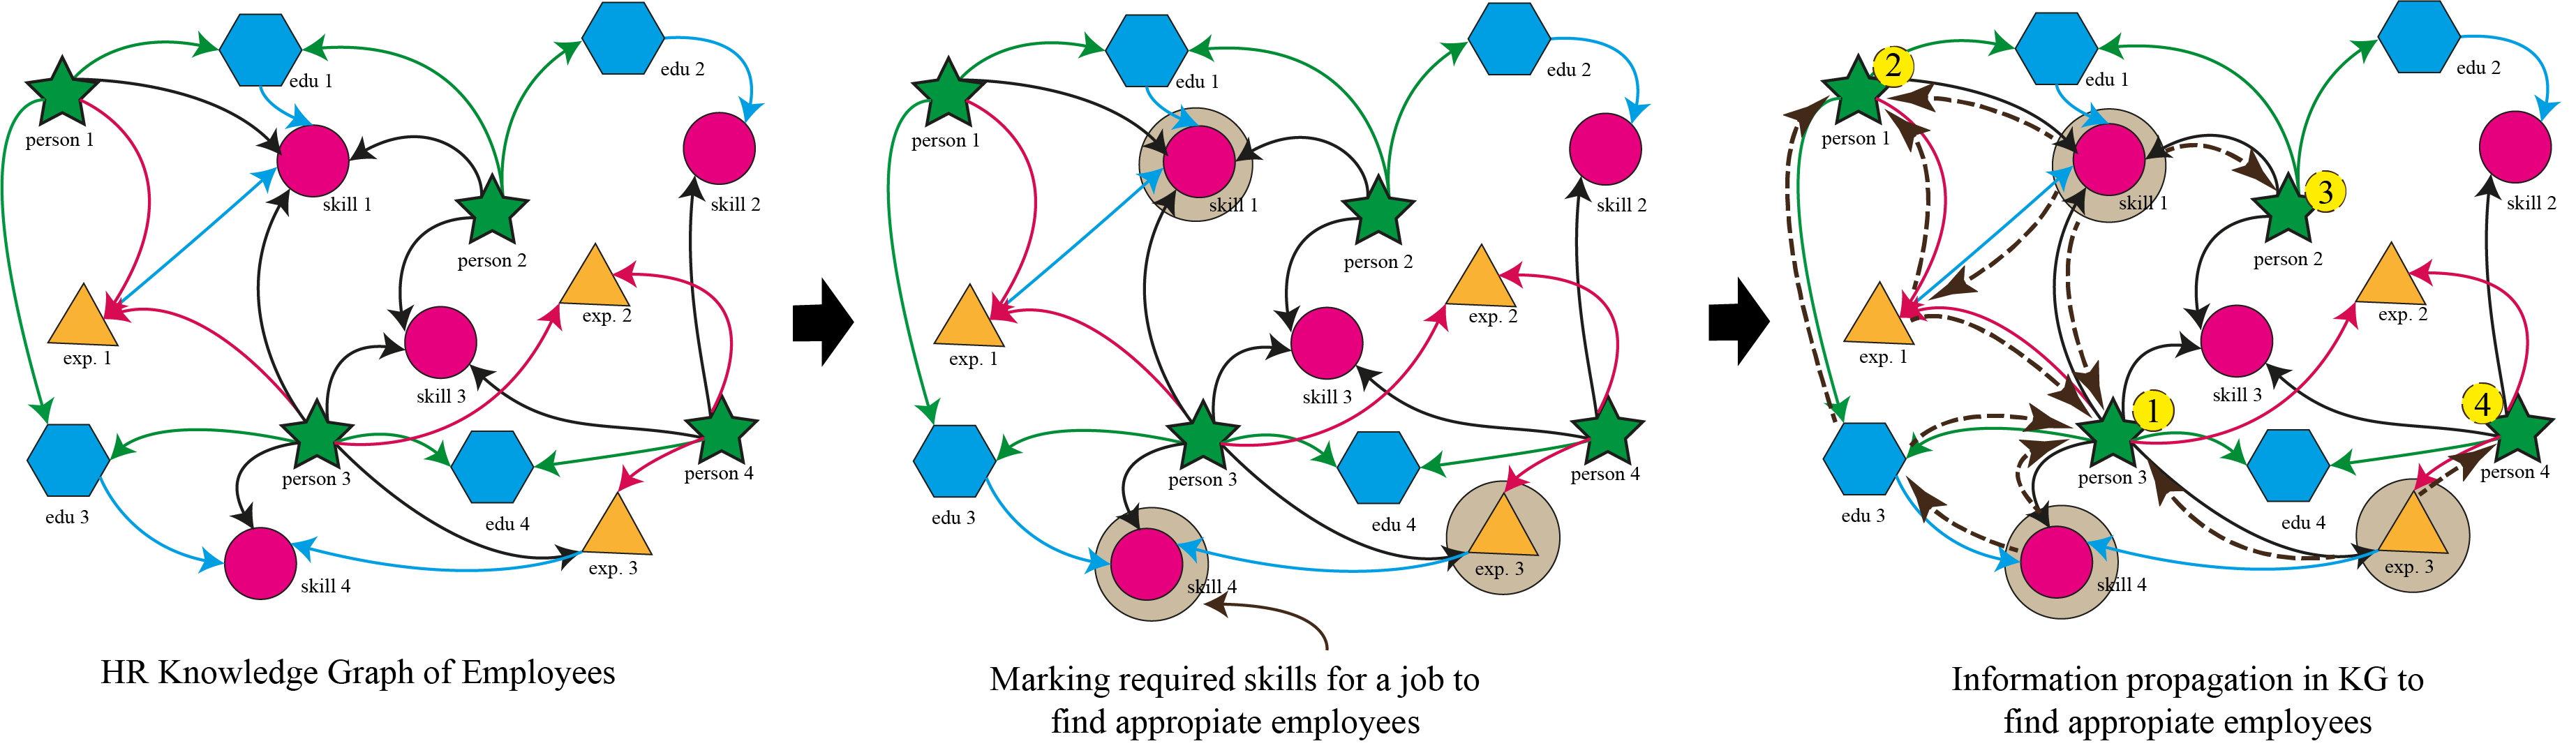 edu 1
edu 2
person 1
skill 1
skill 2
person 2
exp. 2
exp. 1
skill 3
person 3
person 4
edu 3
edu 4
exp. 3
skill 4
HR Knowledge Graph of Employees
edu 1
edu 2
person 1
skill 1
skill 2
person 2
exp. 2
exp. 1
skill 3
person 3
person 4
edu 3
edu 4
exp. 3
skill 4
Marking required skills for a job to
find appropiate employees
2
edu 1
edu 2
person 1
3
skill 1
skill 2
person 2
exp. 2
exp. 1
skill 3
1
4
person 3
person 4
edu 3
edu 4
exp. 3
skill 4
Information propagation in KG to
find appropiate employees